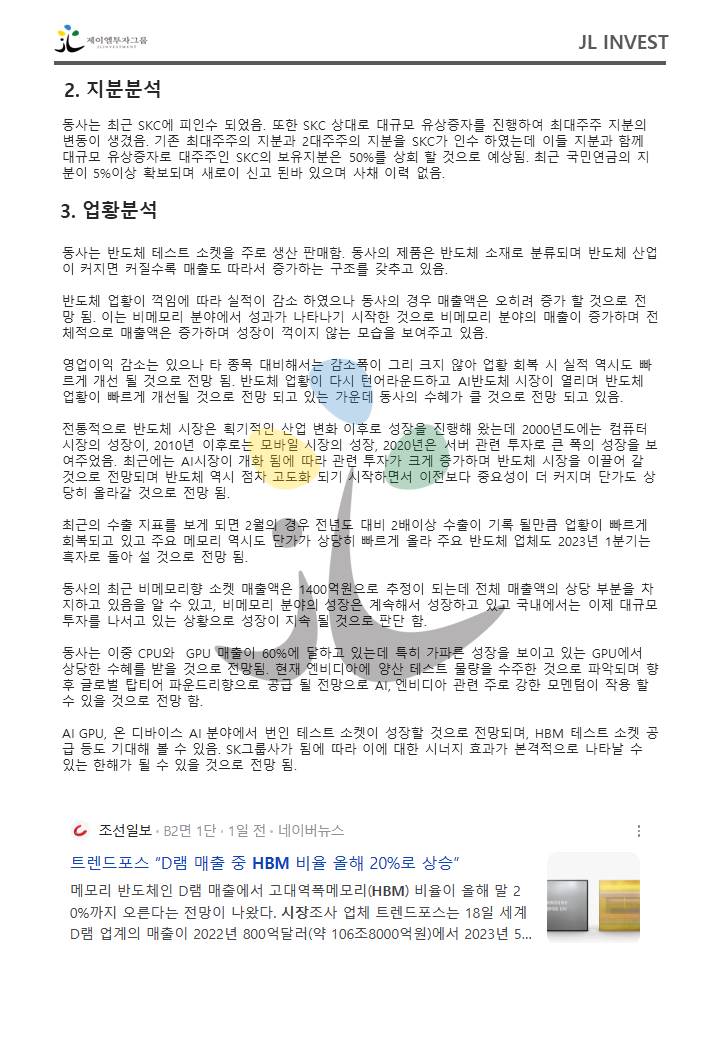 제이엘투자그룹
JLINVESTMENT
JL INVEST
2. 지분분석
동사는 최근 SKC에 피인수 되었음. 또한 SKC 상대로 대규모 유상증자를 진행하여 최대주주 지분의
변동이 생겼음. 기존 최대주주의 지분과 2대주주의 지분을 SKC가 인수 하였는데 이들 지분과 함께
대규모 유상증자로 대주주인 SKC의 보유지분은 50%를 상회 할 것으로 예상됨. 최근 국민연금의 지
분이 5%이상 확보되며 새로이 신고 된바 있으며 사채 이력 없음.
3. 업황분석
동사는 반도체 테스트 소켓을 주로 생산 판매함. 동사의 제품은 반도체 소재로 분류되며 반도체 산업
이 커지면 커질수록 매출도 따라서 증가하는 구조를 갖추고 있음.
반도체 업황이 꺽임에 따라 실적이 감소 하였으나 동사의 경우 매출액은 오히려 증가 할 것으로 전
망 됨. 이는 비메모리 분야에서 성과가 나타나기 시작한 것으로 비메모리 분야의 매출이 증가하며 전
체적으로 매출액은 증가하며 성장이 꺽이지 않는 모습을 보여주고 있음.
영업이익 감소는 있으나 타 종목 대비해서는 감소폭이 그리 크지 않아 업황 회복 시 실적 역시도 빠
르게 개선 될 것으로 전망 됨. 반도체 업황이 다시 턴어라운드하고 AI반도체 시장이 열리며 반도체
업황이 빠르게 개선될 것으로 전망 되고 있는 가운데 동사의 수혜가 클 것으로 전망 되고 있음.
전통적으로 반도체 시장은 획기적인 산업 변화 이후로 성장을 진행해 왔는데 2000년도에는 컴퓨터
시장의 성장이, 2010년 이후로는 모바일 시장의 성장, 2020년은 서버 관련 투자로 큰 폭의 성장을 보
여주었음. 최근에는 AI시장이 개화 됨에 따라 관련 투자가 크게 증가하며 반도체 시장을 이끌어 갈
것으로 전망되며 반도체 역시 점차 고도화 되기 시작하면서 이전보다 중요성이 더 커지며 단가도 상
당히 올라갈 것으로 전망 됨.
최근의 수출 지표를 보게 되면 2월의 경우 전년도 대비 2배이상 수출이 기록 될만큼 업황이 빠르게
회복되고 있고 주요 메모리 역시도 단가가 상당히 빠르게 올라 주요 반도체 업체도 2023년 1분기는
흑자로 돌아 설 것으로 전망 됨.
동사의 최근 비메모리향 소켓 매출액은 1400억원으로 추정이 되는데 전체 매출액의 상당 부분을 차
지하고 있음을 알 수 있고, 비메모리 분야의 성장은 계속해서 성장하고 있고 국내에서는 이제 대규모
투자를 나서고 있는 상황으로 성장이 지속 될 것으로 판단 함.
동사는 이중 CPU와 GPU 매출이 60%에 달하고 있는데 특히 가파른 성장을 보이고 있는 GPU에서
상당한 수혜를 받을 것으로 전망됨. 현재 엔비디아에 양산 테스트 물량을 수주한 것으로 파악되며 향
후 글로벌 탑티어 파운드리향으로 공급 될 전망으로 AI, 엔비디아 관련 주로 강한 모멘텀이 작용 할
수 있을 것으로 전망 함.
AI GPU, 온 디바이스 AI 분야에서 번인 테스트 소켓이 성장할 것으로 전망되며, HBM 테스트 소켓 공
급 등도 기대해 볼 수 있음. SK그룹사가 됨에 따라 이에 대한 시너지 효과가 본격적으로 나타날 수
있는 한해가 될 수 있을 것으로 전망 됨.
조선일보 · B2면 1단 · 1일 전 · 네이버뉴스
트렌드포스 "D램 매출 중 HBM 비율 올해 20%로 상승"
메모리 반도체인 D램 매출에서 고대역폭메모리(HBM) 비율이 올해 말 2
0%까지 오른다는 전망이 나왔다. 시장조사 업체 트렌드포스는 18일 세계
D램 업계의 매출이 2022년 800억달러(약 106조8000억원)에서 2023년 5...